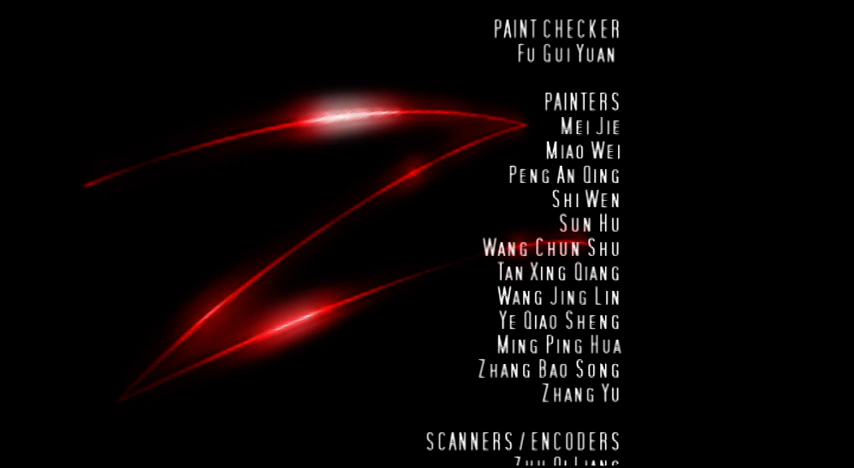 PAINT CHECKER
FU GUI YUAN
PAINTERS
MEI JIE
MIAO WEI
PENG AN QING
SHI WEN
SUN HU
WANG CHUN SHU
TAN XING QIANG
WANG JING LIN
YE QIAO SHENG
MING PING HUA
ZHANG BAO SONG
ZHANG YU
SCANNERS / ENCODERS